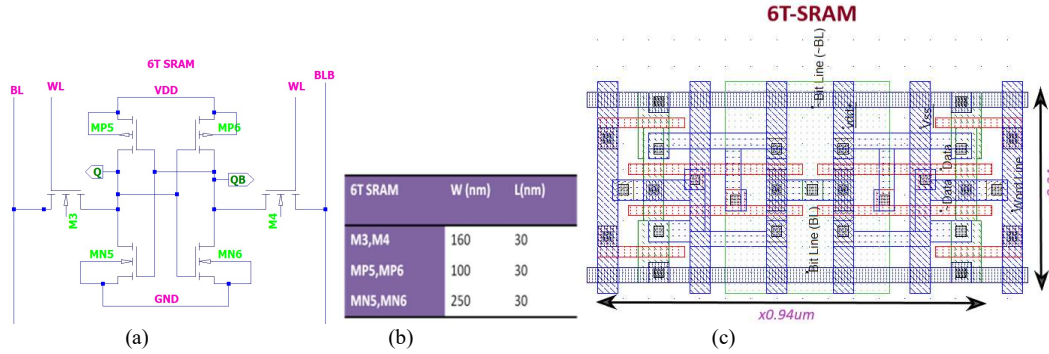 6T SRAM
BL
WL
VDD
WL
BLB
MP5
MP6
Q
QB
M3
M4
MN5
MN6
GND
(a)
6T SRAM W (nm) L(nm)
M3,M4 160 30
MP5,MP6 100 30
MN5,MN6 250 30
(b)
6T-SRAM
~Bit Line (~BL)
vdd+
Vss-
~Data
Data
Word Line
Bit Line (BL)
x0.94um
(c)